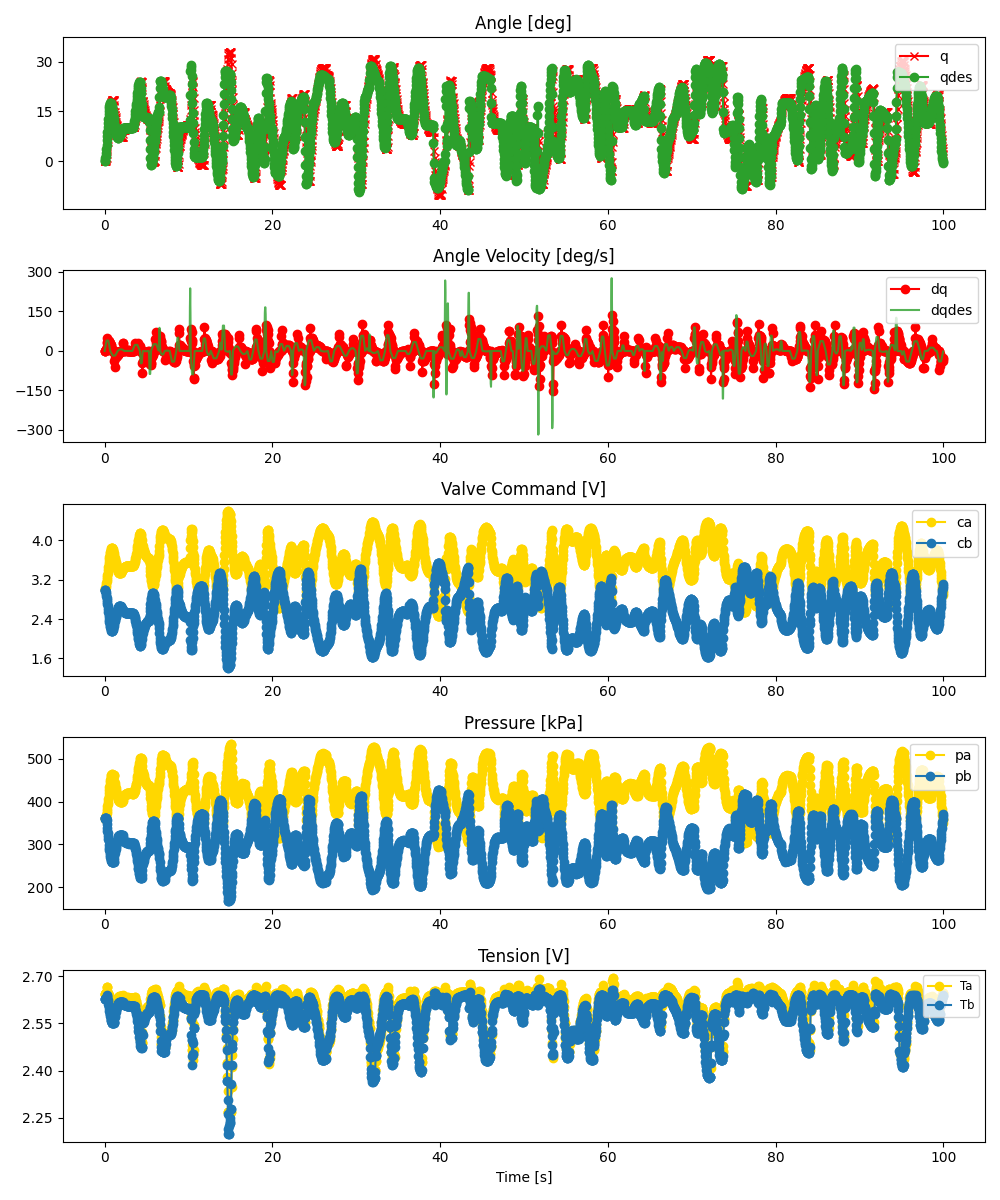 Angle [deg]
30
15
0
q
qdes
0 20 40 60 80 100
Angle Velocity [deg/s]
300
150
0
−150
−300
dq
dqdes
0 20 40 60 80 100
Valve Command [V]
4.0
3.2
2.4
1.6
ca
cb
0 20 40 60 80 100
Pressure [kPa]
500
400
300
200
pa
pb
0 20 40 60 80 100
Tension [V]
2.70
2.55
2.40
2.25
Ta
Tb
0 20 40 60 80 100
Time [s]